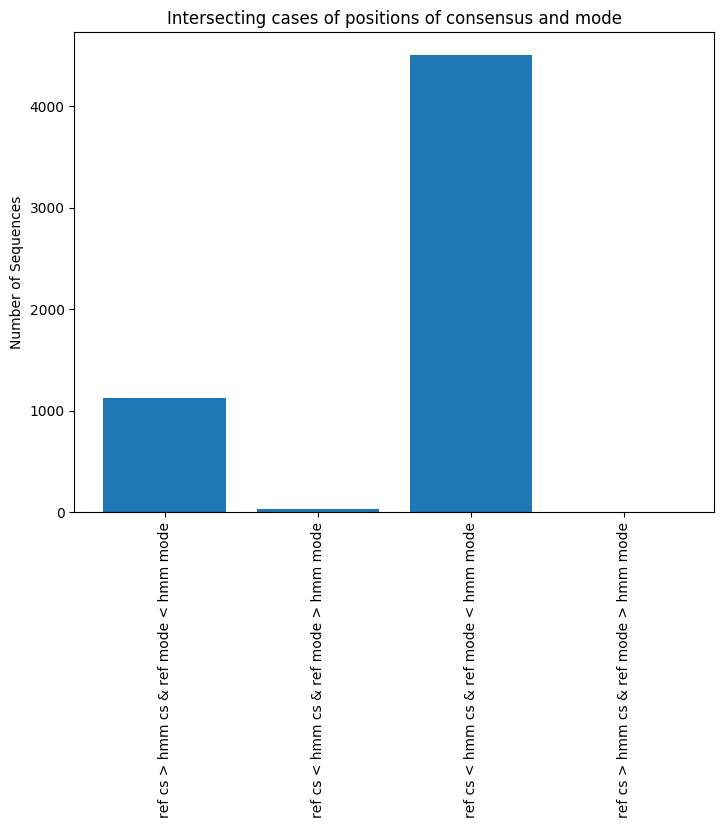 Intersecting cases of positions of consensus and mode
Number of Sequences
4000
3000
2000
1000
0
ref cs > hmm cs & ref mode < hmm mode
ref cs < hmm cs & ref mode > hmm mode
ref cs < hmm cs & ref mode < hmm mode
ref cs > hmm cs & ref mode > hmm mode